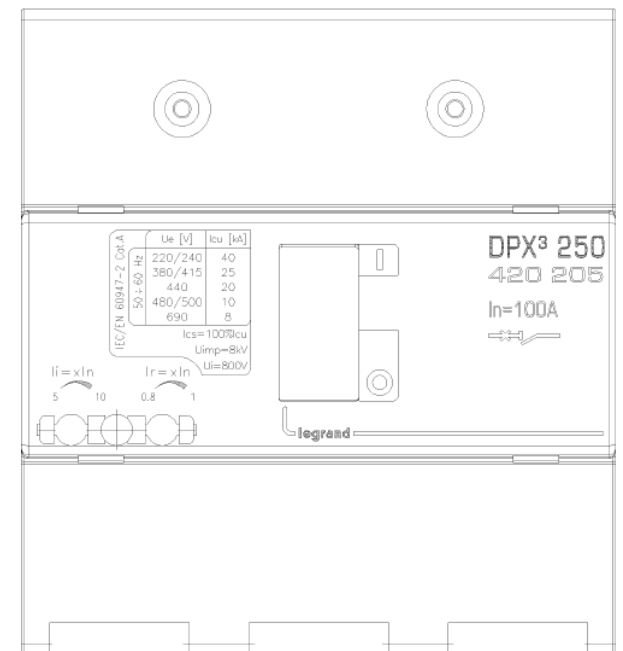 IEC/EN 60947-2 Cat.A
Ue [V] Icu [kA]
50÷60 Hz
220/240 40
380/415 25
440 20
480/500 10
690 8
Ics=100%Icu
Uimp=8kV
Ui=800V
Ii=xIn Ir=xIn
5 10 0.8 1
DPX³ 250
420 205
In=100A
legrand